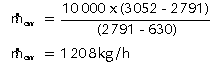 ṁcw = 10 000 x (3052 - 2791) / (2791 - 630)
ṁcw = 1 208 kg/h